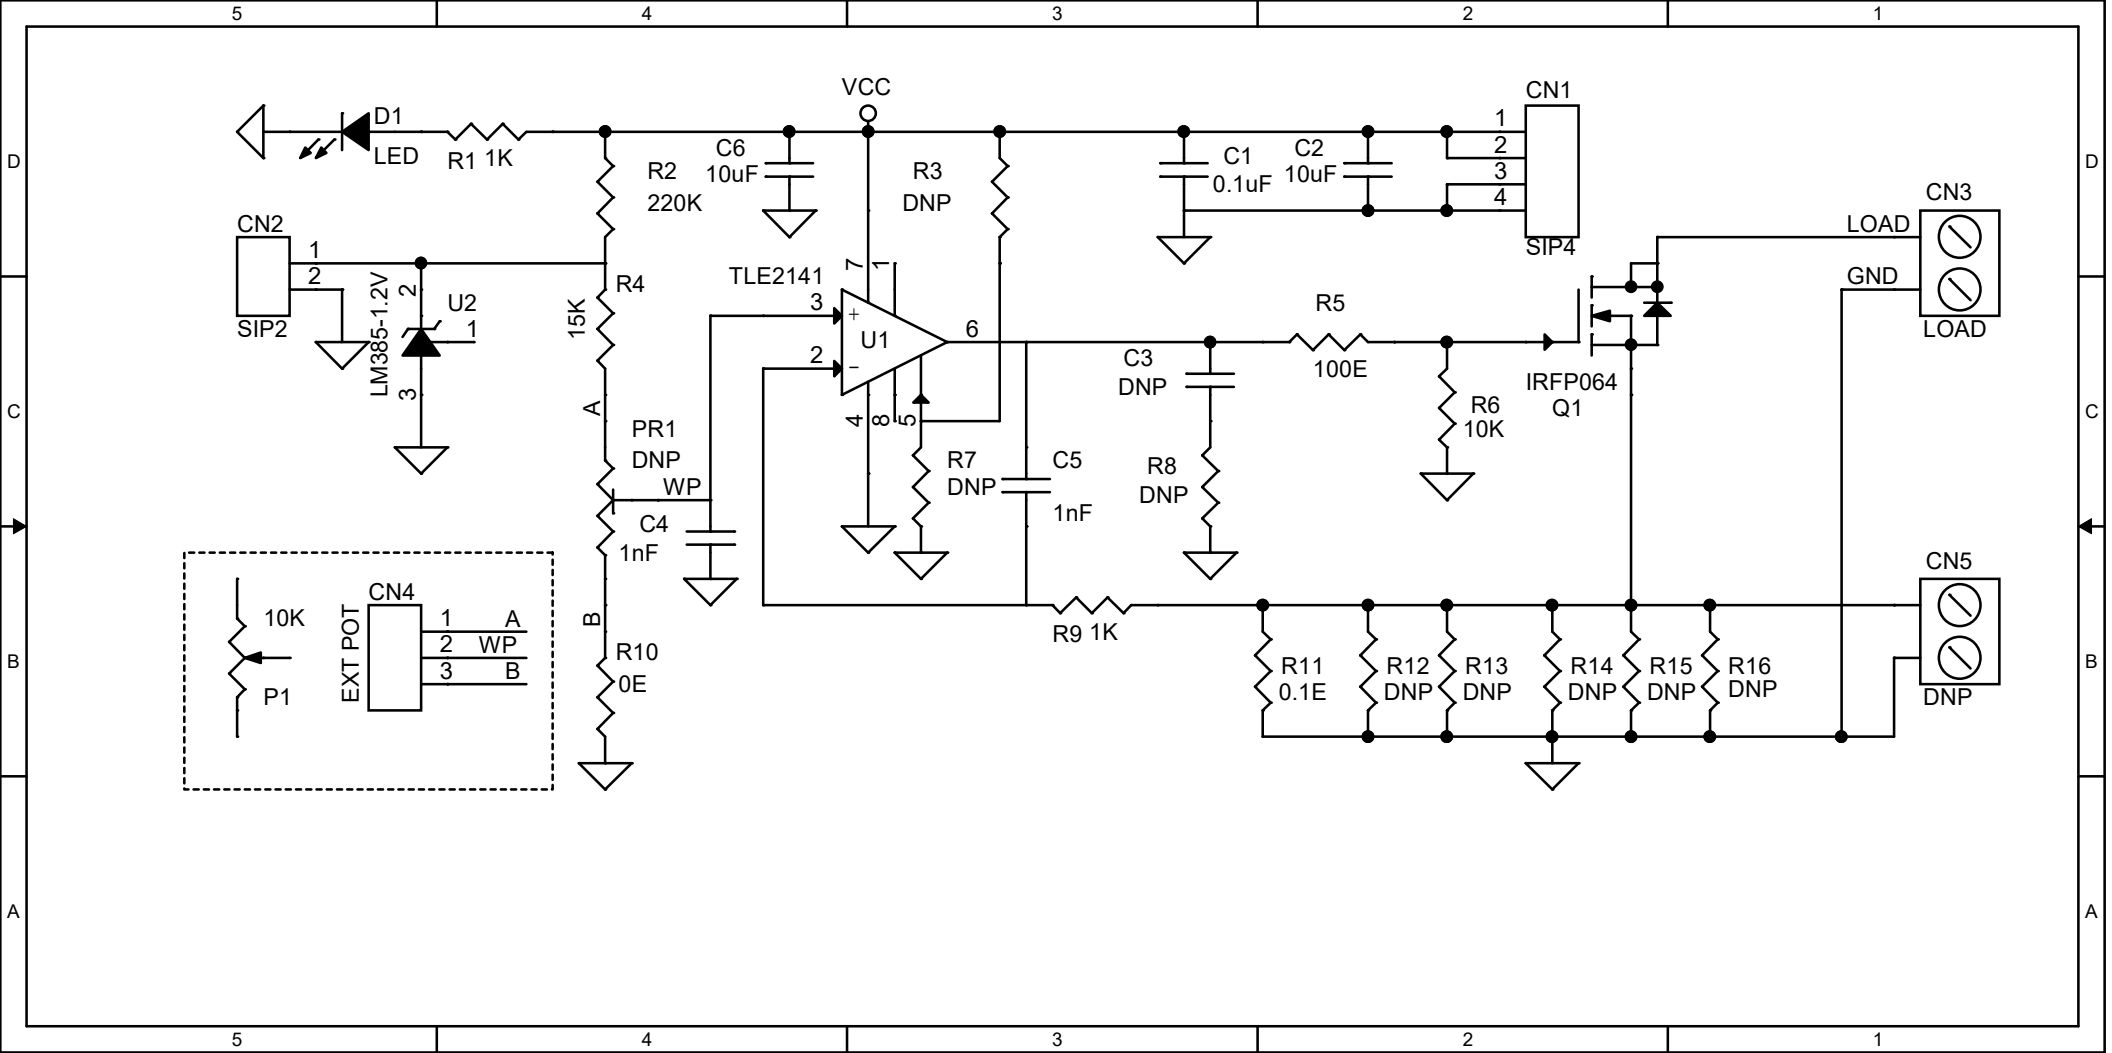 5 4 3 2 1
D
D
C
C
B
B
A
A
5 4 3 2 1
D1
LED
R1 1K
R2
220K
C6
10uF
VCC
R3
DNP
C1
0.1uF
C2
10uF
CN1
1
2
3
4
SIP4
CN3
LOAD
GND
LOAD
CN2
1
2
SIP2
LM385-1.2V
2
U2
1
3
R4
15K
A
PR1
DNP
WP
C4
1nF
B
R10
0E
TLE2141
7
1
3
+
U1
2
−
6
4
8
5
R7
DNP
C5
1nF
C3
DNP
R8
DNP
R5
100E
R6
10K
IRFP064
Q1
10K
P1
EXT POT
CN4
1 A
2 WP
3 B
R9 1K
R11
0.1E
R12
DNP
R13
DNP
R14
DNP
R15
DNP
R16
DNP
CN5
DNP